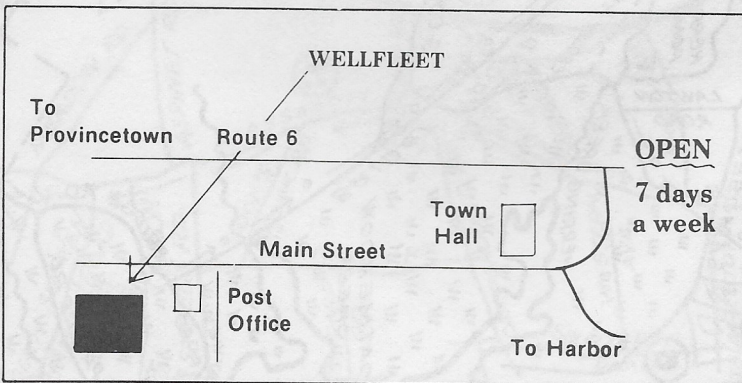 WELLFLEET
To
Provincetown
Route 6
OPEN
7 days
a week
Town
Hall
Main Street
Post
Office
To Harbor